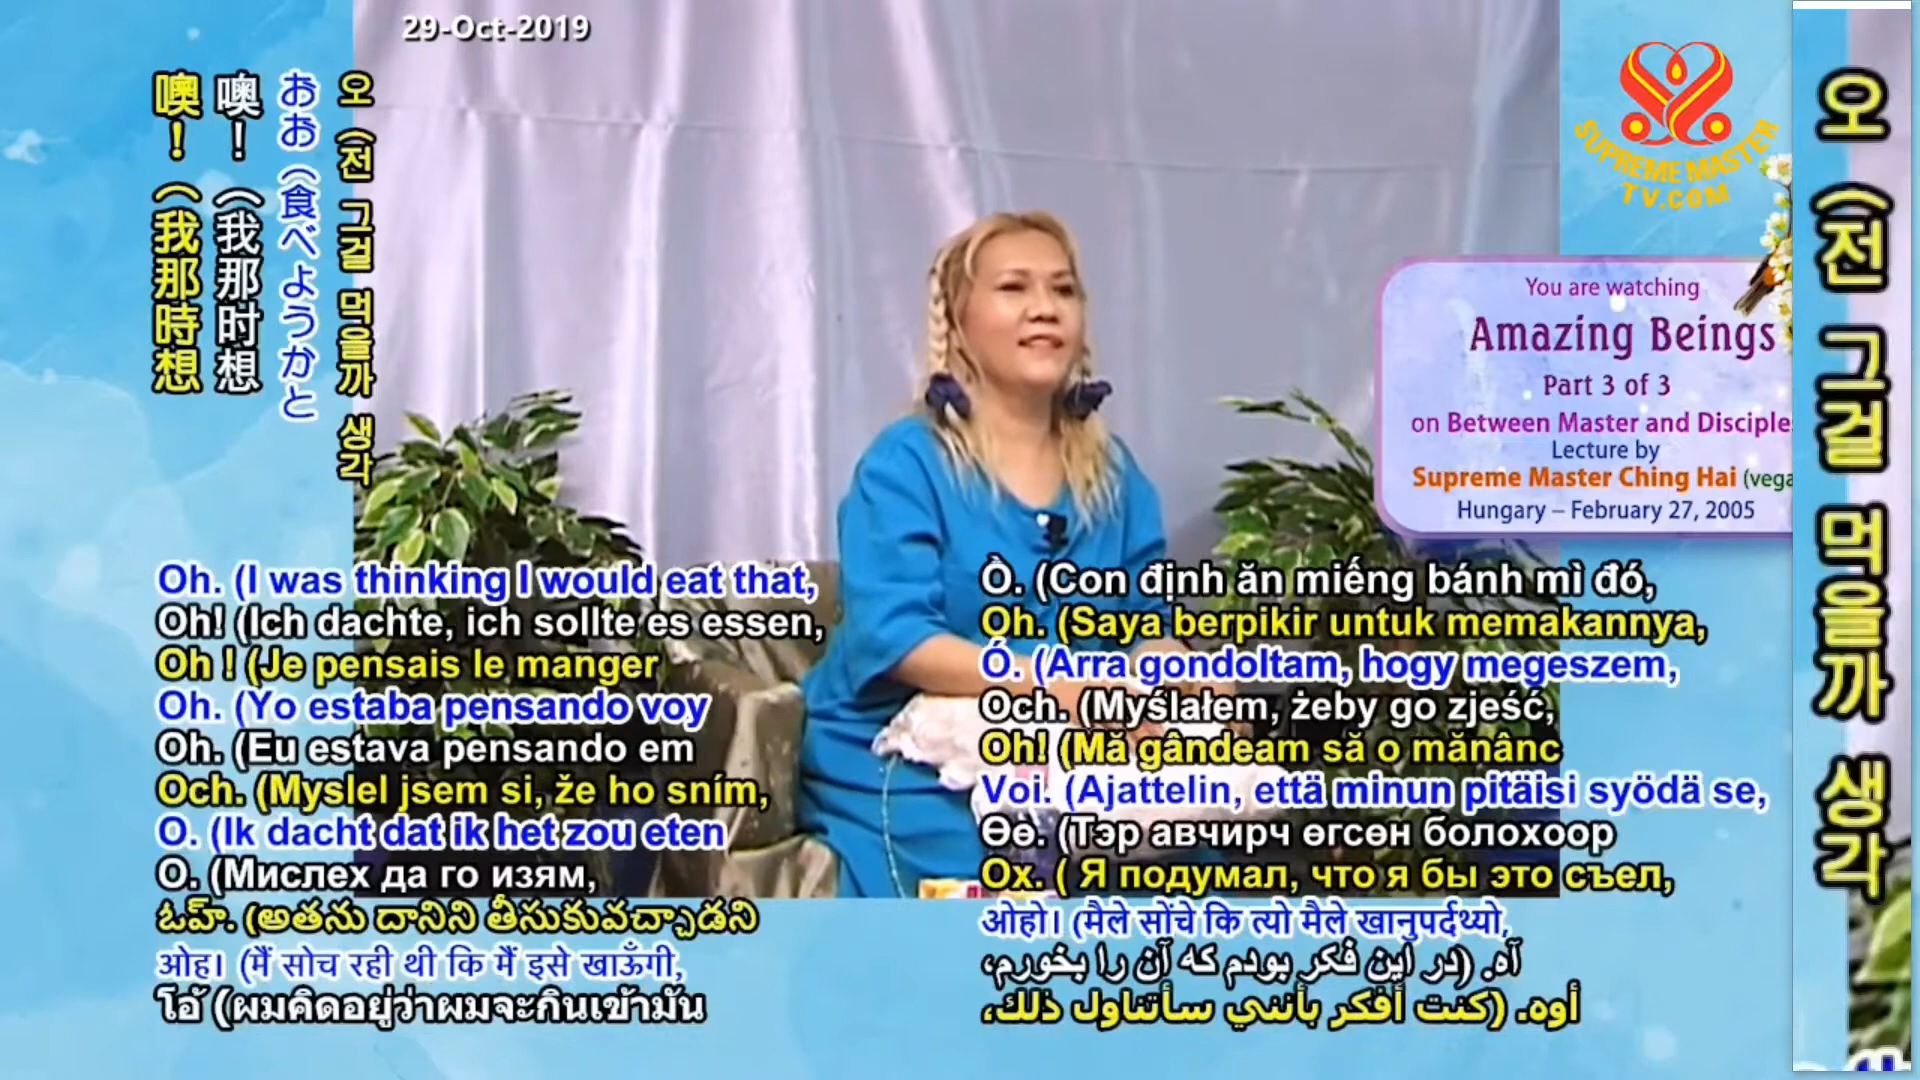 29-Oct-2019
SUPREME MASTER
TV.COM
오 (전 그걸 먹을까 생각
おお（食べようかと
噢！（我那时想
噢！（我那時想
You are watching
Amazing Beings
Part 3 of 3
on Between Master and Disciples
Lecture by
Supreme Master Ching Hai (vega
Hungary – February 27, 2005
Oh. (I was thinking I would eat that,
Oh! (Ich dachte, ich sollte es essen,
Oh ! (Je pensais le manger
Oh. (Yo estaba pensando voy
Oh. (Eu estava pensando em
Och. (Myslel jsem si, že ho sním,
O. (Ik dacht dat ik het zou eten
О. (Мислех да го изям,
ఓహ్. (అతను దానిని తీసుకువచ్చాడని
ओह। (मैं सोच रही थी कि मैं इसे खाऊँगी,
โอ้ (ผมคิดอยู่ว่าผมจะกินเข้ามัน
Ồ. (Con định ăn miếng bánh mì đó,
Oh. (Saya berpikir untuk memakannya,
Ó. (Arra gondoltam, hogy megeszem,
Och. (Myślałem, żeby go zjeść,
Oh! (Mă gândeam să o mănânc
Voi. (Ajattelin, että minun pitäisi syödä se,
Өө. (Тэр авчирч өгсөн болохоор
Ох. ( Я подумал, что я бы это съел,
ओहो। (मैले सोंचे कि त्यो मैले खानुपर्दथ्यो,
آه. (در این فکر بودم که آن را بخورم،
أوه. (كنت أفكر بأنني سأتناول ذلك،
오 (전 그걸 먹을까 생각